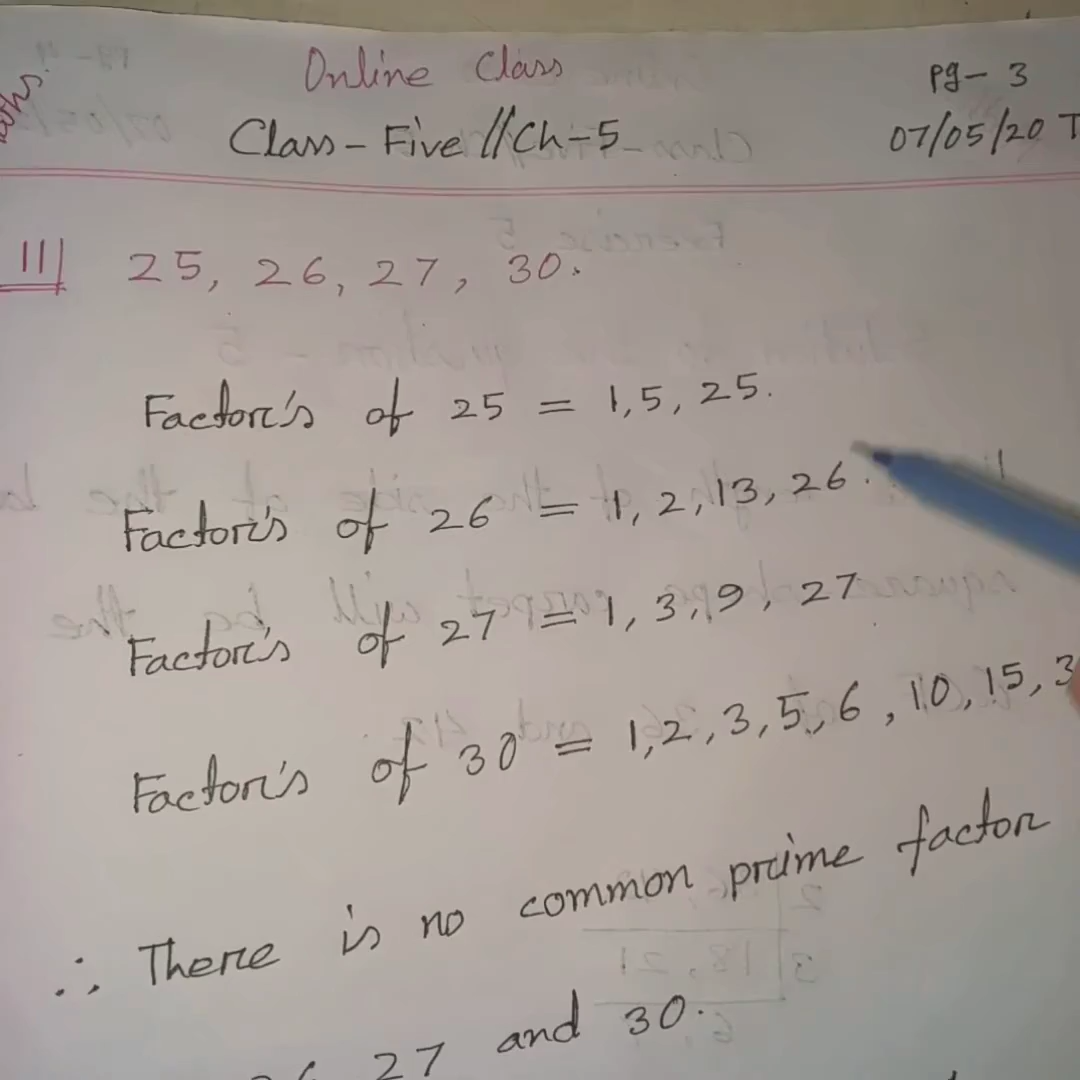 Online Class
Pg- 3
Class - Five // Ch-5
07/05/20 T
III 25, 26, 27, 30.
Factor's of 25 = 1,5, 25.
Factor's of 26 = 1, 2, 13, 26.
Factor's of 27 = 1, 3, 9, 27
Factor's of 30 = 1,2,3,5,6,10,15,3
∴ There is no common prime factor
27 and 30.